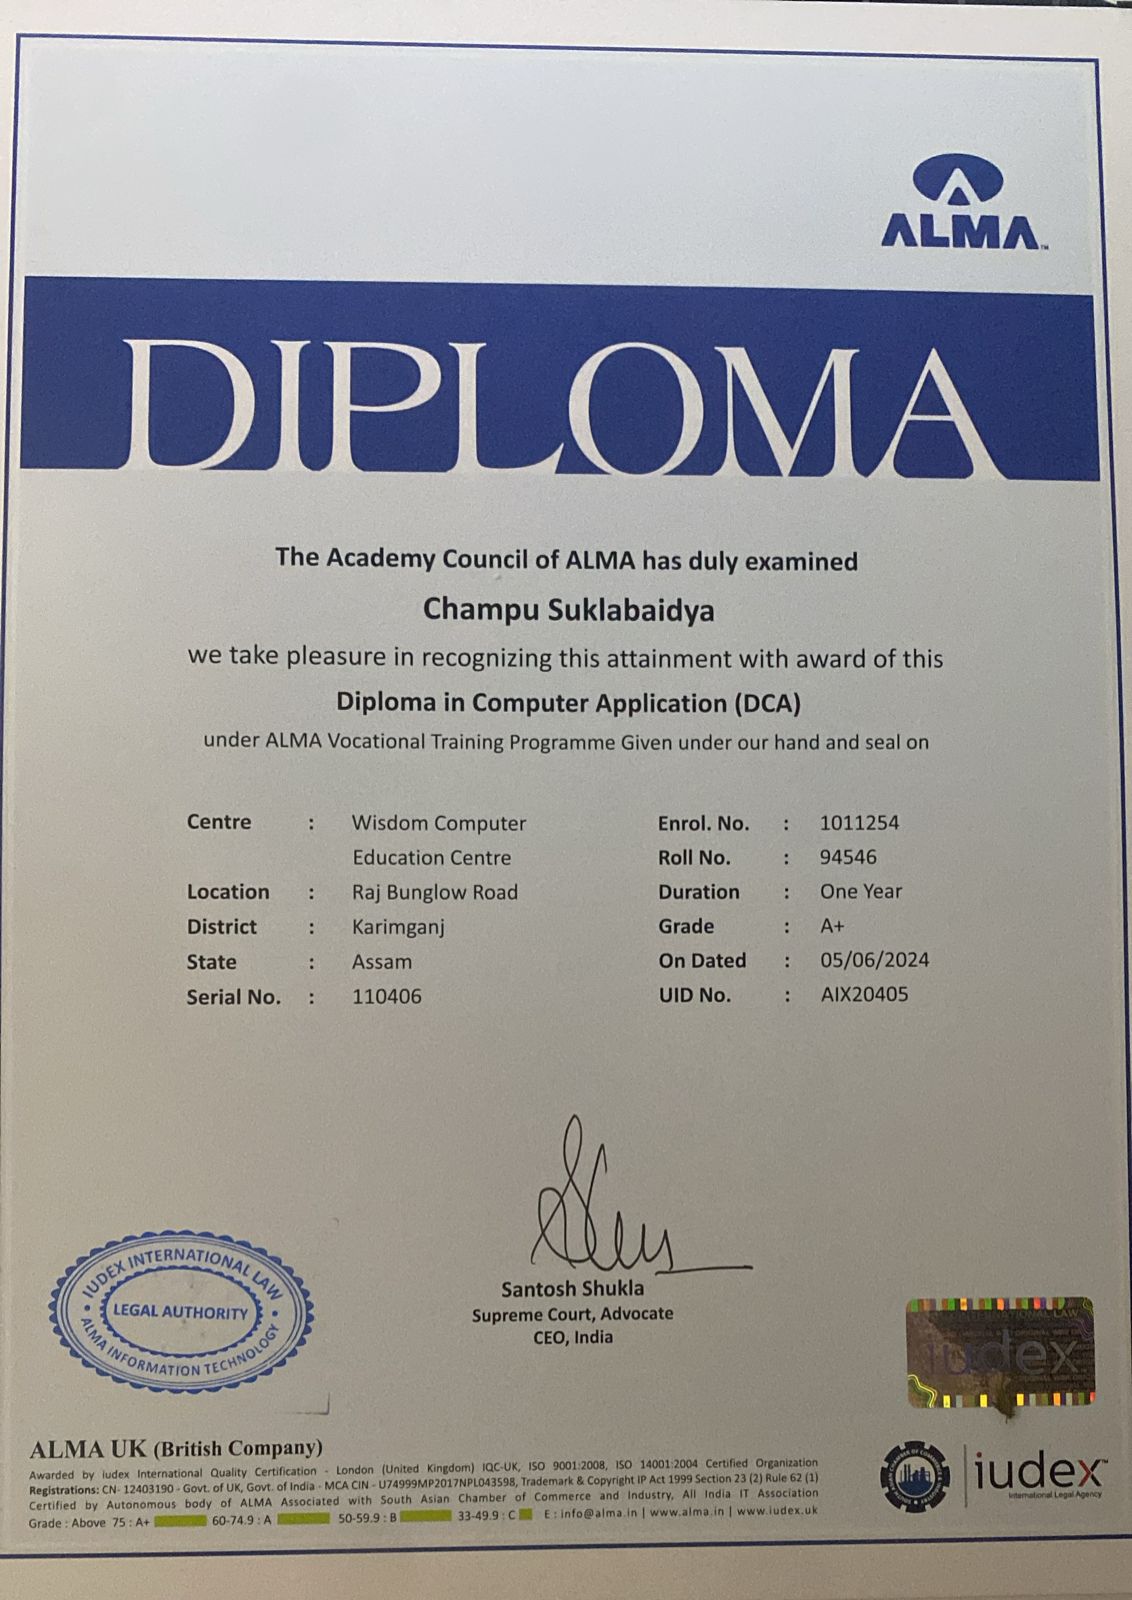 ALMA™
DIPLOMA
The Academy Council of ALMA has duly examined
Champu Suklabaidya
we take pleasure in recognizing this attainment with award of this
Diploma in Computer Application (DCA)
under ALMA Vocational Training Programme Given under our hand and seal on
Centre : Wisdom Computer Education Centre
Location : Raj Bunglow Road
District : Karimganj
State : Assam
Serial No. : 110406
Enrol. No. : 1011254
Roll No. : 94546
Duration : One Year
Grade : A+
On Dated : 05/06/2024
UID No. : AIX20405
Santosh Shukla
Supreme Court, Advocate
CEO, India
IUDEX INTERNATIONAL LAW
LEGAL AUTHORITY
ALMA INFORMATION TECHNOLOGY
iudex
ALMA UK (British Company)
Awarded by iudex International Quality Certification - London (United Kingdom) IQC-UK, ISO 9001:2008, ISO 14001:2004 Certified Organization
Registrations: CN- 12403190 - Govt. of UK, Govt. of India - MCA CIN - U74999MP2017NPL043598, Trademark & Copyright IP Act 1999 Section 23 (2) Rule 62 (1)
Certified by Autonomous body of ALMA Associated with South Asian Chamber of Commerce and Industry, All India IT Association
Grade : Above 75 : A+ 60-74.9 : A 50-59.9 : B 33-49.9 : C E : info@alma.in | www.alma.in | www.iudex.uk
iudex™
International Legal Agency